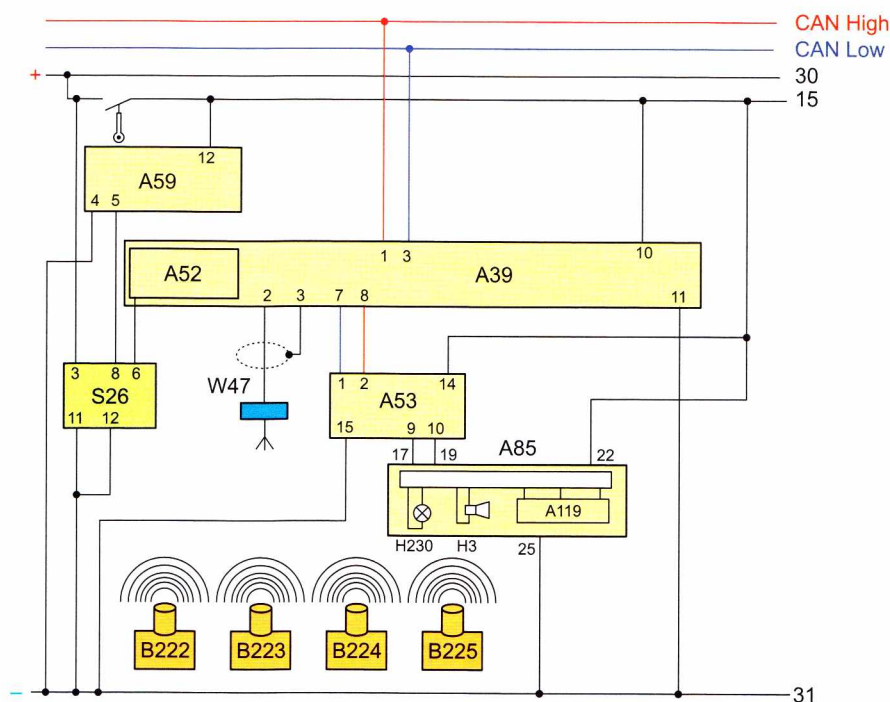 CAN High
CAN Low
+ 30
15
12
A59
4 5
1 3 10
A52 A39
2 3 7 8 11
3 8 6
S26
11 12
W47
1 2 14
A53
15 9 10
17 19 A85 22
A119
H230 H3 25
B222 B223 B224 B225
– 31